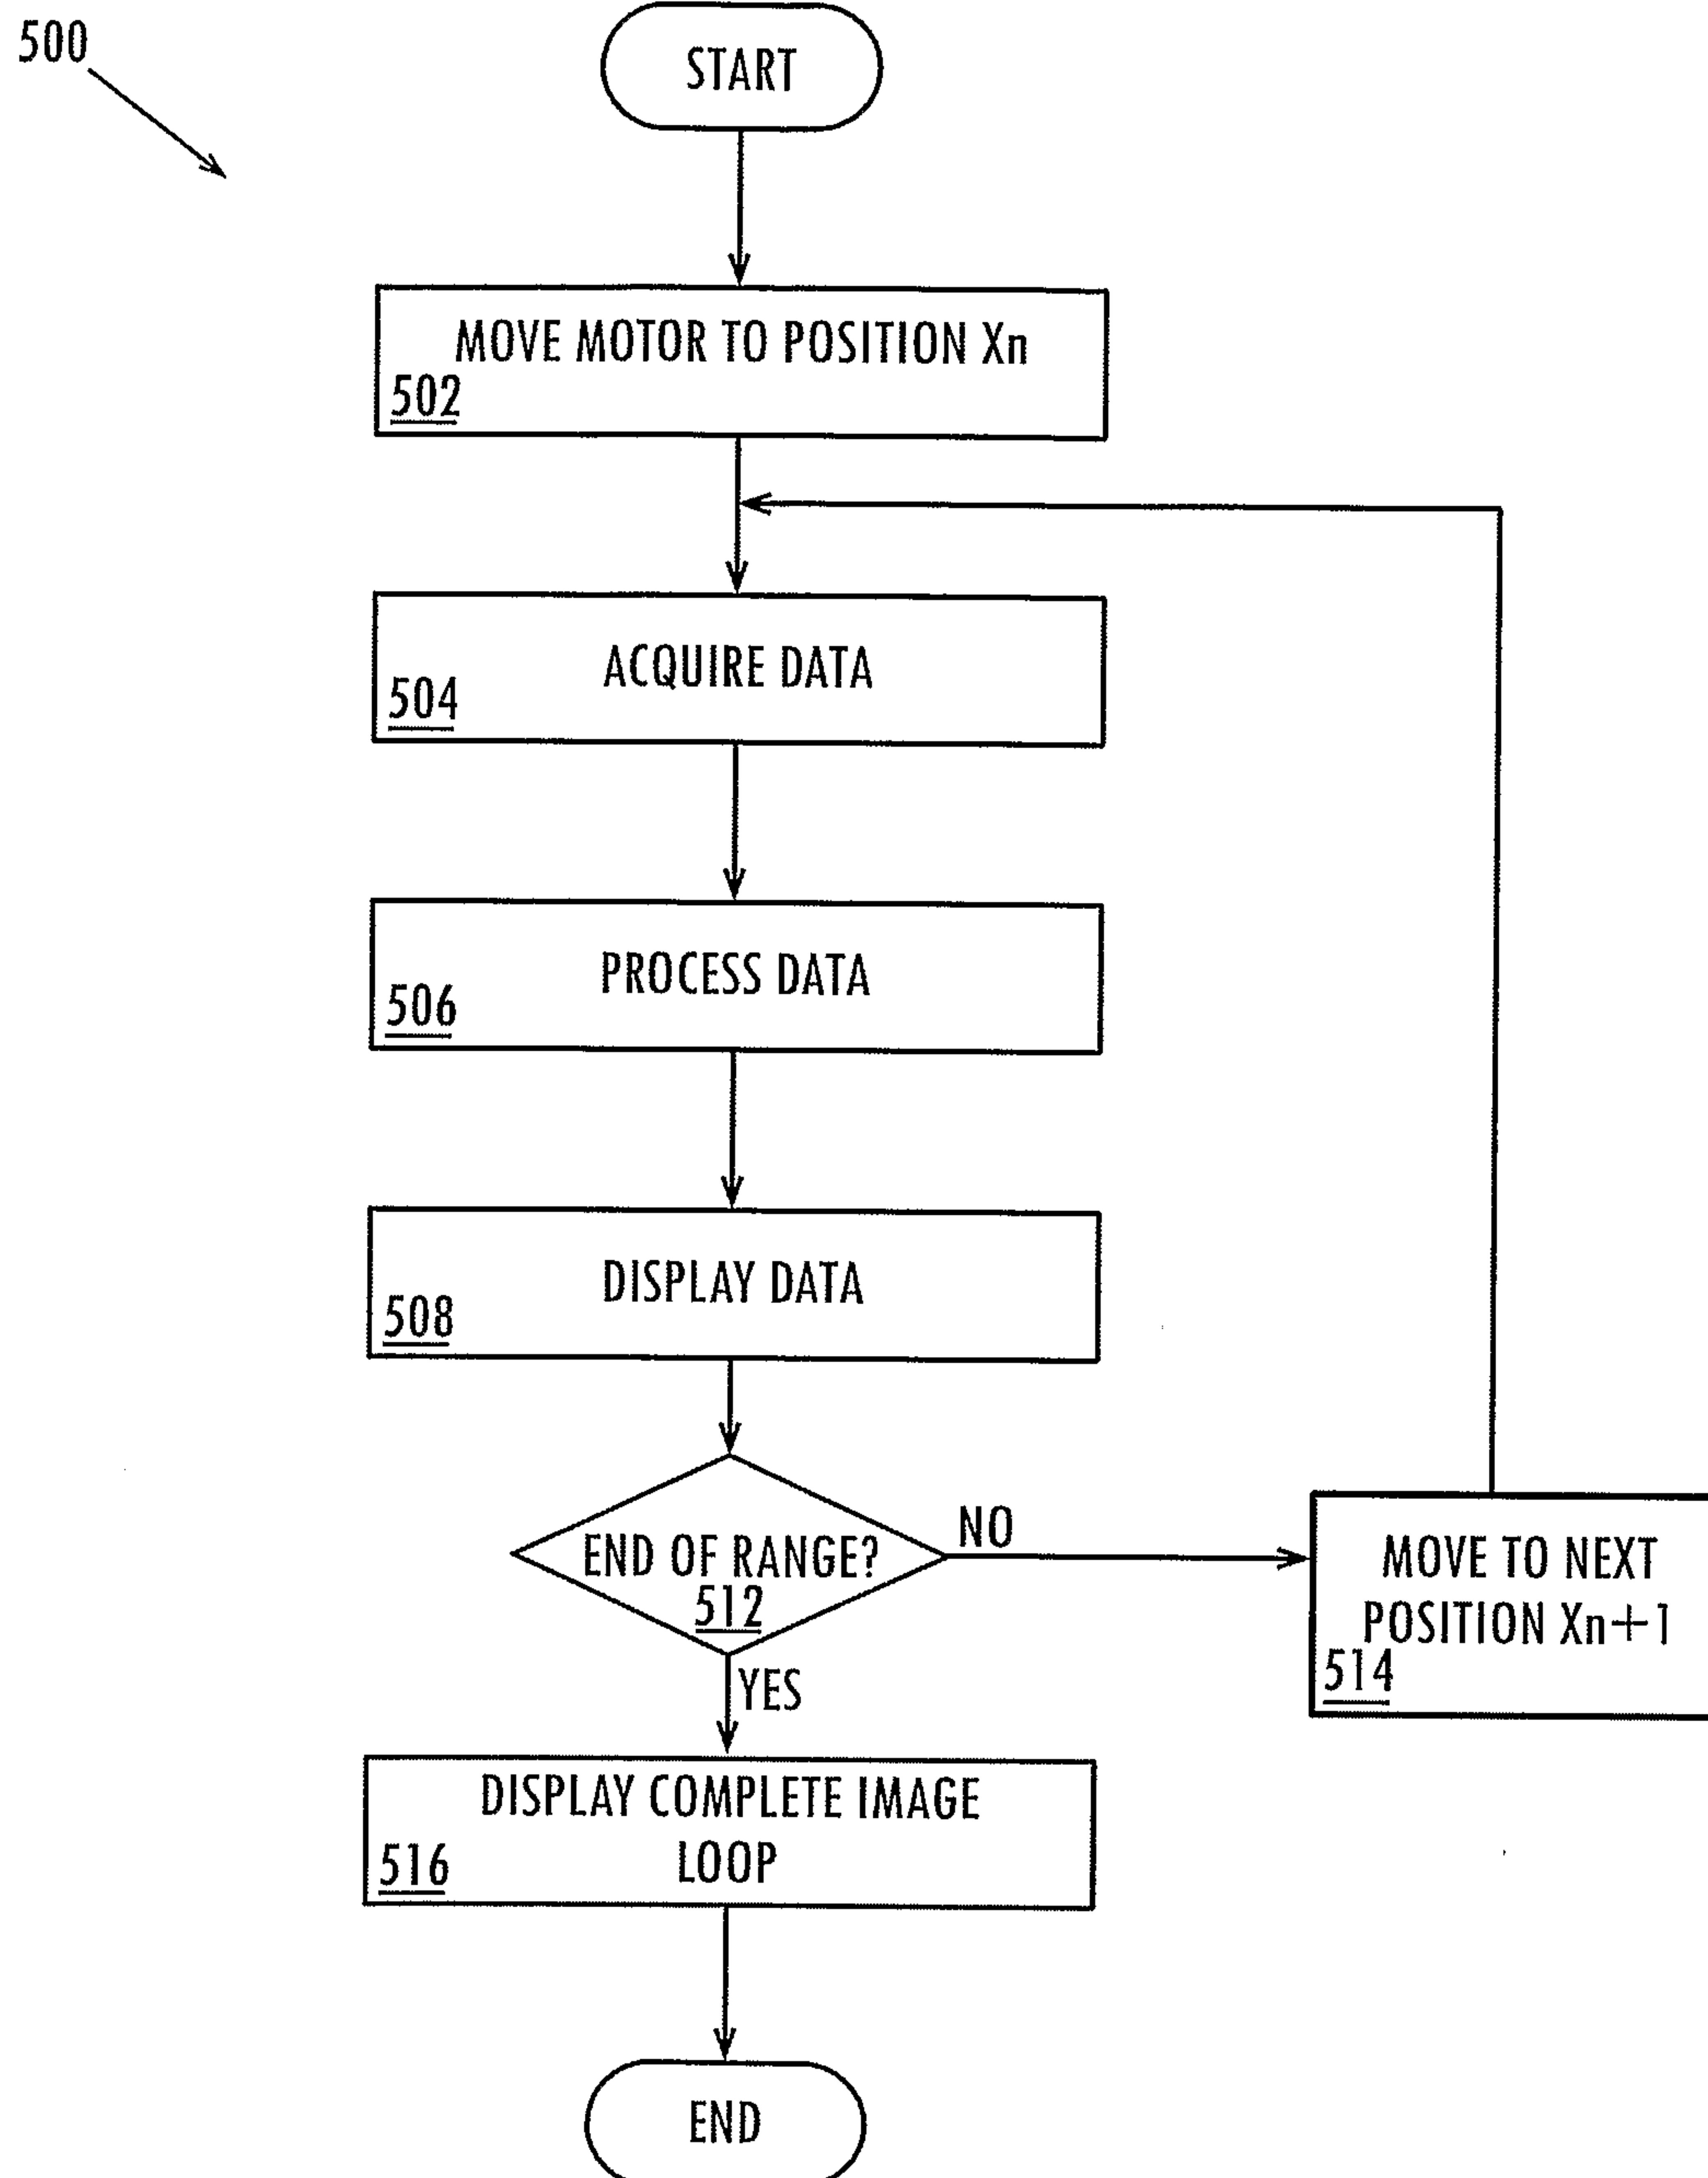 500
START
MOVE MOTOR TO POSITION Xn
502
ACQUIRE DATA
504
PROCESS DATA
506
DISPLAY DATA
508
END OF RANGE?
512
NO
MOVE TO NEXT
POSITION Xn+1
514
YES
DISPLAY COMPLETE IMAGE
LOOP
516
END